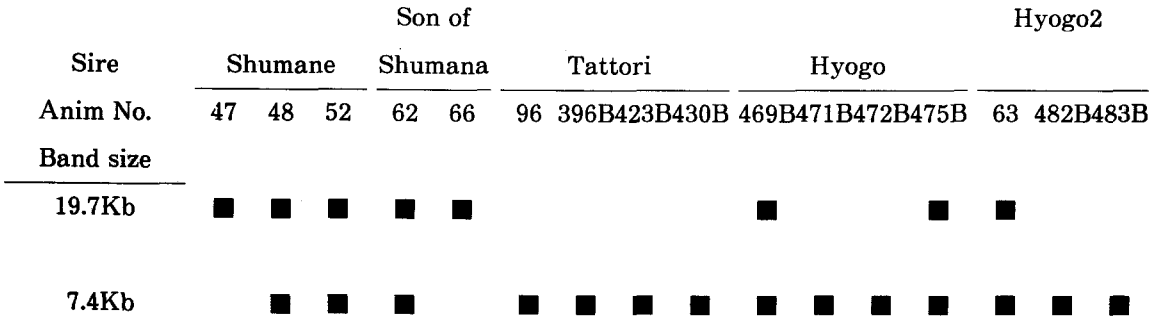 Son of Hyogo2
Sire Shumane Shumana Tattori Hyogo
Anim No. 47 48 52 62 66 96 396B423B430B 469B471B472B475B 63 482B483B
Band size
19.7Kb ■ ■ ■ ■ ■ ■ ■ ■
7.4Kb ■ ■ ■ ■ ■ ■ ■ ■ ■ ■ ■ ■ ■ ■